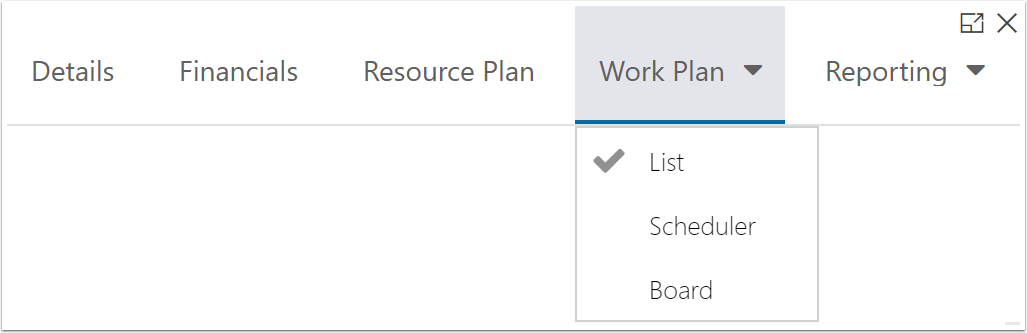 Details Financials Resource Plan Work Plan Reporting
List
Scheduler
Board